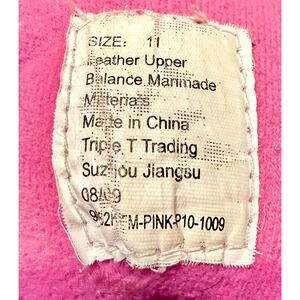 SIZE: 11
Leather Upper
Balance Manmade
Materials
Made in China
Triple T Trading
Suzhou Jiangsu
08/09
-PINK-P10-1009